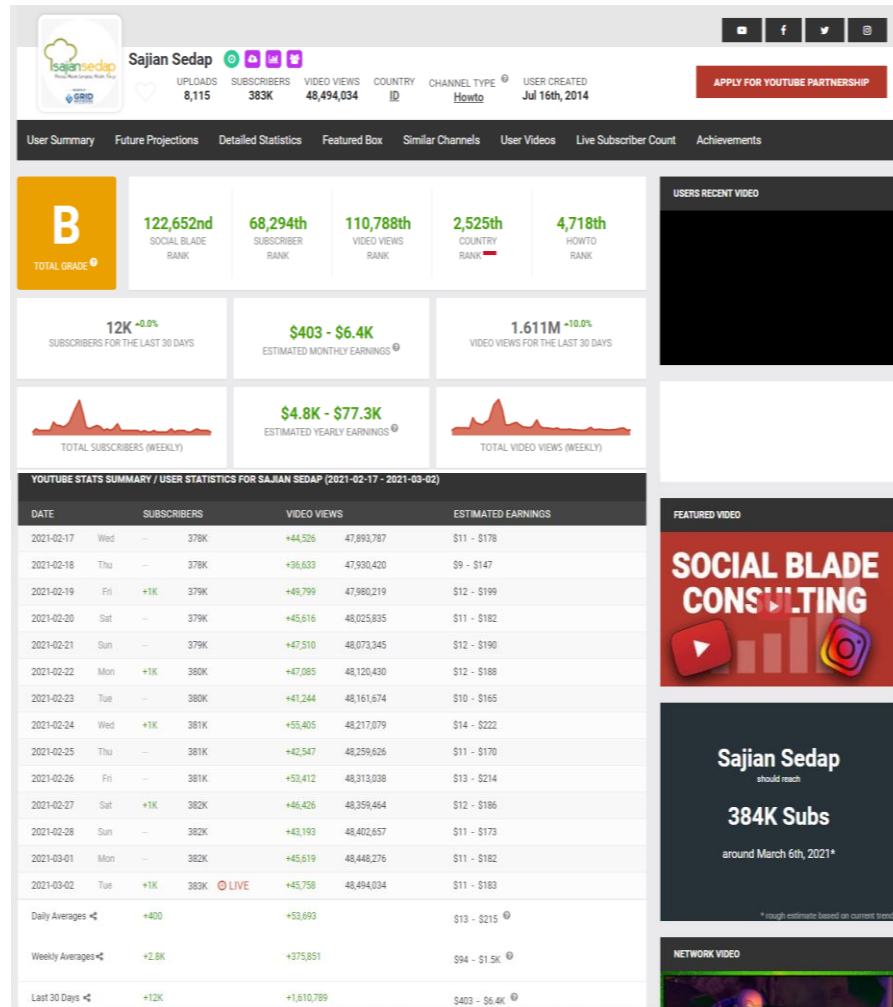 sajiansedap
GRID
Sajian Sedap
UPLOADS 8,115
SUBSCRIBERS 383K
VIDEO VIEWS 48,494,034
COUNTRY ID
CHANNEL TYPE Howto
USER CREATED Jul 16th, 2014
APPLY FOR YOUTUBE PARTNERSHIP
User Summary Future Projections Detailed Statistics Featured Box Similar Channels User Videos Live Subscriber Count Achievements
B
TOTAL GRADE
122,652nd
SOCIAL BLADE
RANK
68,294th
SUBSCRIBER
RANK
110,788th
VIDEO VIEWS
RANK
2,525th
COUNTRY
RANK
4,718th
HOWTO
RANK
12K +0.0%
SUBSCRIBERS FOR THE LAST 30 DAYS
$403 - $6.4K
ESTIMATED MONTHLY EARNINGS
1.611M +10.0%
VIDEO VIEWS FOR THE LAST 30 DAYS
TOTAL SUBSCRIBERS (WEEKLY)
$4.8K - $77.3K
ESTIMATED YEARLY EARNINGS
TOTAL VIDEO VIEWS (WEEKLY)
YOUTUBE STATS SUMMARY / USER STATISTICS FOR SAJIAN SEDAP (2021-02-17 - 2021-03-02)
DATE SUBSCRIBERS VIDEO VIEWS ESTIMATED EARNINGS
2021-02-17 Wed -- 378K +44,526 47,893,787 $11 - $178
2021-02-18 Thu -- 378K +36,633 47,930,420 $9 - $147
2021-02-19 Fri +1K 379K +49,799 47,980,219 $12 - $199
2021-02-20 Sat -- 379K +45,616 48,025,835 $11 - $182
2021-02-21 Sun -- 379K +47,510 48,073,345 $12 - $190
2021-02-22 Mon +1K 380K +47,085 48,120,430 $12 - $188
2021-02-23 Tue -- 380K +41,244 48,161,674 $10 - $165
2021-02-24 Wed +1K 381K +55,405 48,217,079 $14 - $222
2021-02-25 Thu -- 381K +42,547 48,259,626 $11 - $170
2021-02-26 Fri -- 381K +53,412 48,313,038 $13 - $214
2021-02-27 Sat +1K 382K +46,426 48,359,464 $12 - $186
2021-02-28 Sun -- 382K +43,193 48,402,657 $11 - $173
2021-03-01 Mon -- 382K +45,619 48,448,276 $11 - $182
2021-03-02 Tue +1K 383K LIVE +45,758 48,494,034 $11 - $183
Daily Averages +400 +53,693 $13 - $215
Weekly Averages +2.8K +375,851 $94 - $1.5K
Last 30 Days +12K +1,610,789 $403 - $6.4K
USERS RECENT VIDEO
FEATURED VIDEO
SOCIAL BLADE
CONSULTING
Sajian Sedap
should reach
384K Subs
around March 6th, 2021*
* rough estimate based on current trend
NETWORK VIDEO